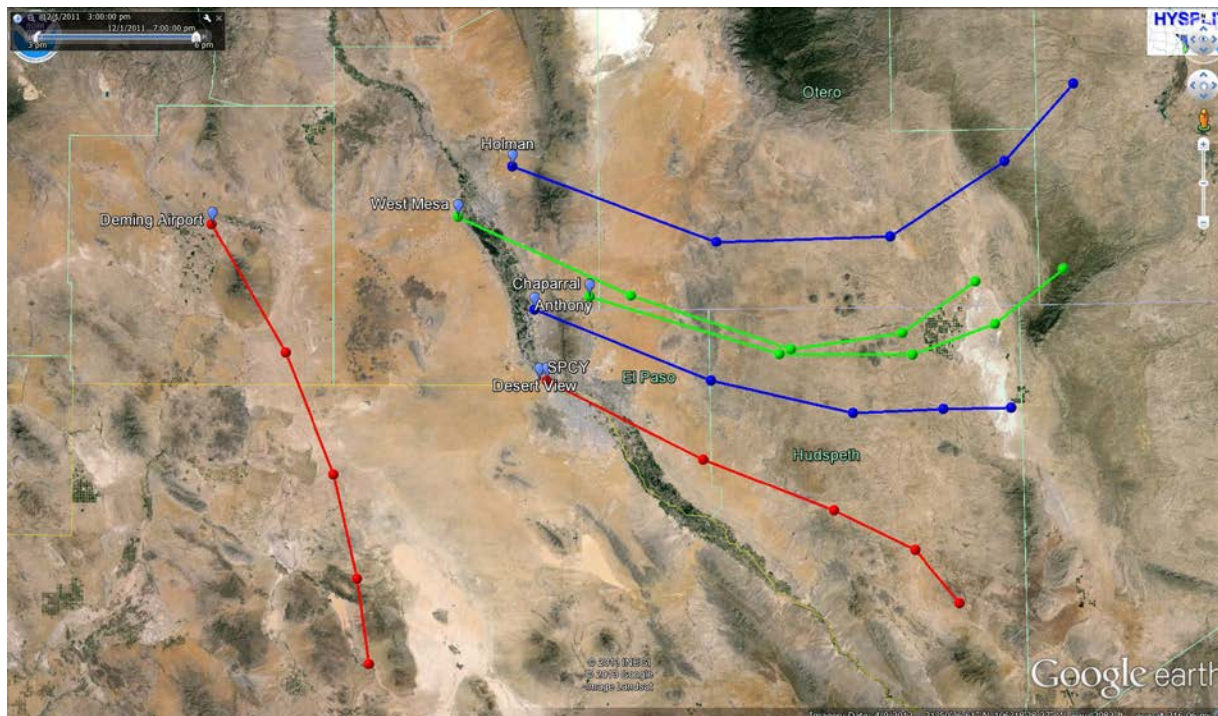 12/1/2011 3:00:00 pm
12/1/2011 7:00:00 pm
3 pm
6 pm
HYSPLIT
Otero
Holman
West Mesa
Deming Airport
Chaparral
Anthony
SPCY
El Paso
Desert View
Hudspeth
© 2013 Google
Image Landsat
Google earth